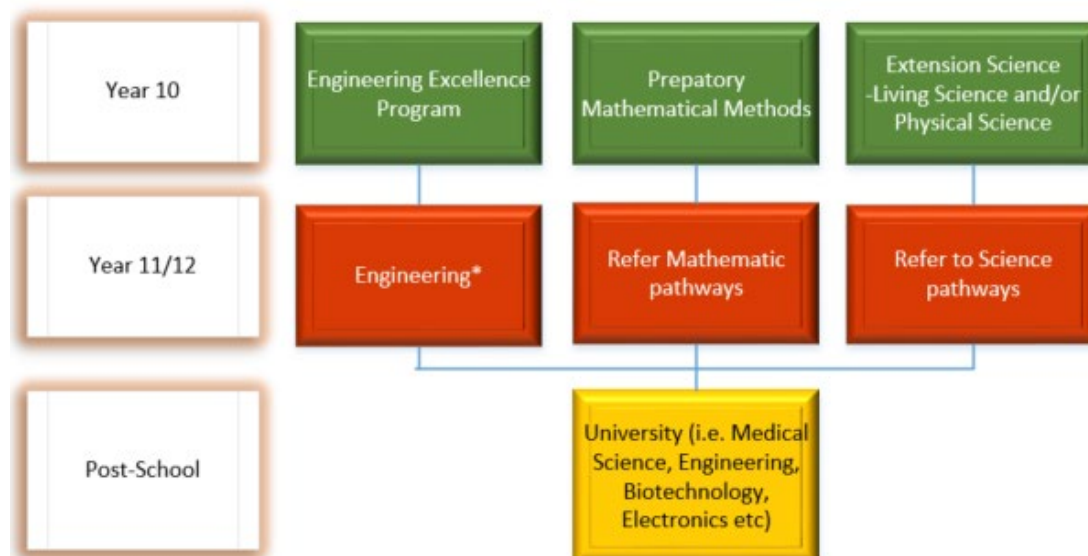 Year 10
Engineering Excellence
Program
Prepatory
Mathematical Methods
Extension Science
-Living Science and/or
Physical Science
Year 11/12
Engineering*
Refer Mathematic
pathways
Refer to Science
pathways
Post-School
University (i.e. Medical
Science, Engineering,
Biotechnology,
Electronics etc)